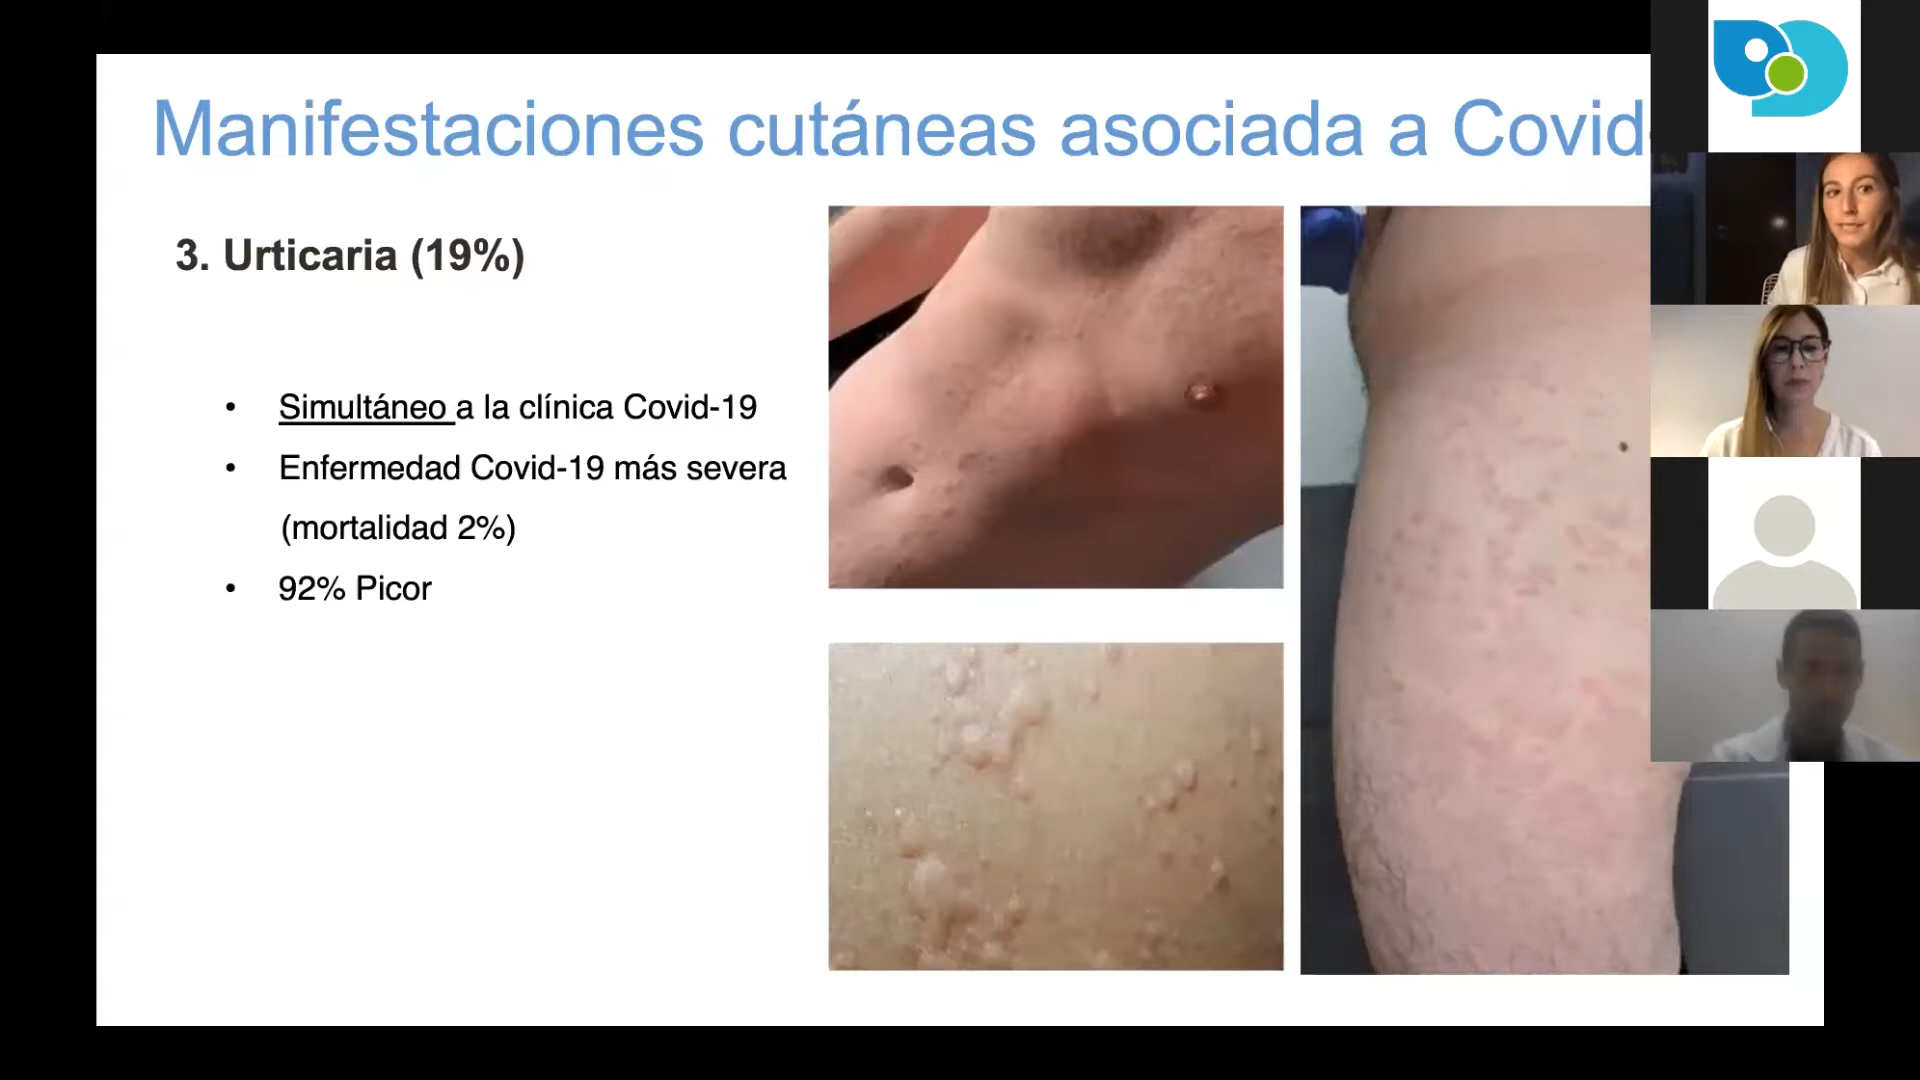 Manifestaciones cutáneas asociada a Covid
3. Urticaria (19%)
• Simultáneo a la clínica Covid-19
• Enfermedad Covid-19 más severa
(mortalidad 2%)
• 92% Picor